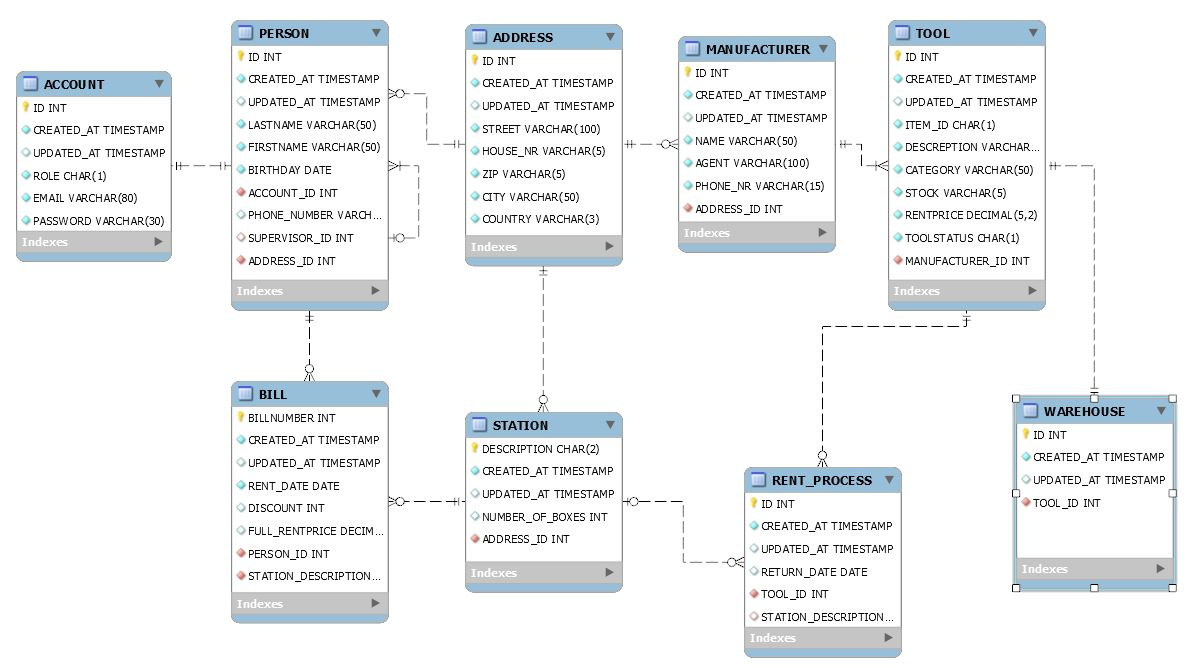 ACCOUNT
ID INT
CREATED_AT TIMESTAMP
UPDATED_AT TIMESTAMP
ROLE CHAR(1)
EMAIL VARCHAR(80)
PASSWORD VARCHAR(30)
Indexes
PERSON
ID INT
CREATED_AT TIMESTAMP
UPDATED_AT TIMESTAMP
LASTNAME VARCHAR(50)
FIRSTNAME VARCHAR(50)
BIRTHDAY DATE
ACCOUNT_ID INT
PHONE_NUMBER VARCH...
SUPERVISOR_ID INT
ADDRESS_ID INT
Indexes
ADDRESS
ID INT
CREATED_AT TIMESTAMP
UPDATED_AT TIMESTAMP
STREET VARCHAR(100)
HOUSE_NR VARCHAR(5)
ZIP VARCHAR(5)
CITY VARCHAR(50)
COUNTRY VARCHAR(3)
Indexes
MANUFACTURER
ID INT
CREATED_AT TIMESTAMP
UPDATED_AT TIMESTAMP
NAME VARCHAR(50)
AGENT VARCHAR(100)
PHONE_NR VARCHAR(15)
ADDRESS_ID INT
Indexes
TOOL
ID INT
CREATED_AT TIMESTAMP
UPDATED_AT TIMESTAMP
ITEM_ID CHAR(1)
DESCREPTION VARCHAR...
CATEGORY VARCHAR(50)
STOCK VARCHAR(5)
RENTPRICE DECIMAL(5,2)
TOOLSTATUS CHAR(1)
MANUFACTURER_ID INT
Indexes
BILL
BILLNUMBER INT
CREATED_AT TIMESTAMP
UPDATED_AT TIMESTAMP
RENT_DATE DATE
DISCOUNT INT
FULL_RENTPRICE DECIM...
PERSON_ID INT
STATION_DESCRIPTION...
Indexes
STATION
DESCRIPTION CHAR(2)
CREATED_AT TIMESTAMP
UPDATED_AT TIMESTAMP
NUMBER_OF_BOXES INT
ADDRESS_ID INT
Indexes
RENT_PROCESS
ID INT
CREATED_AT TIMESTAMP
UPDATED_AT TIMESTAMP
RETURN_DATE DATE
TOOL_ID INT
STATION_DESCRIPTION...
Indexes
WAREHOUSE
ID INT
CREATED_AT TIMESTAMP
UPDATED_AT TIMESTAMP
TOOL_ID INT
Indexes